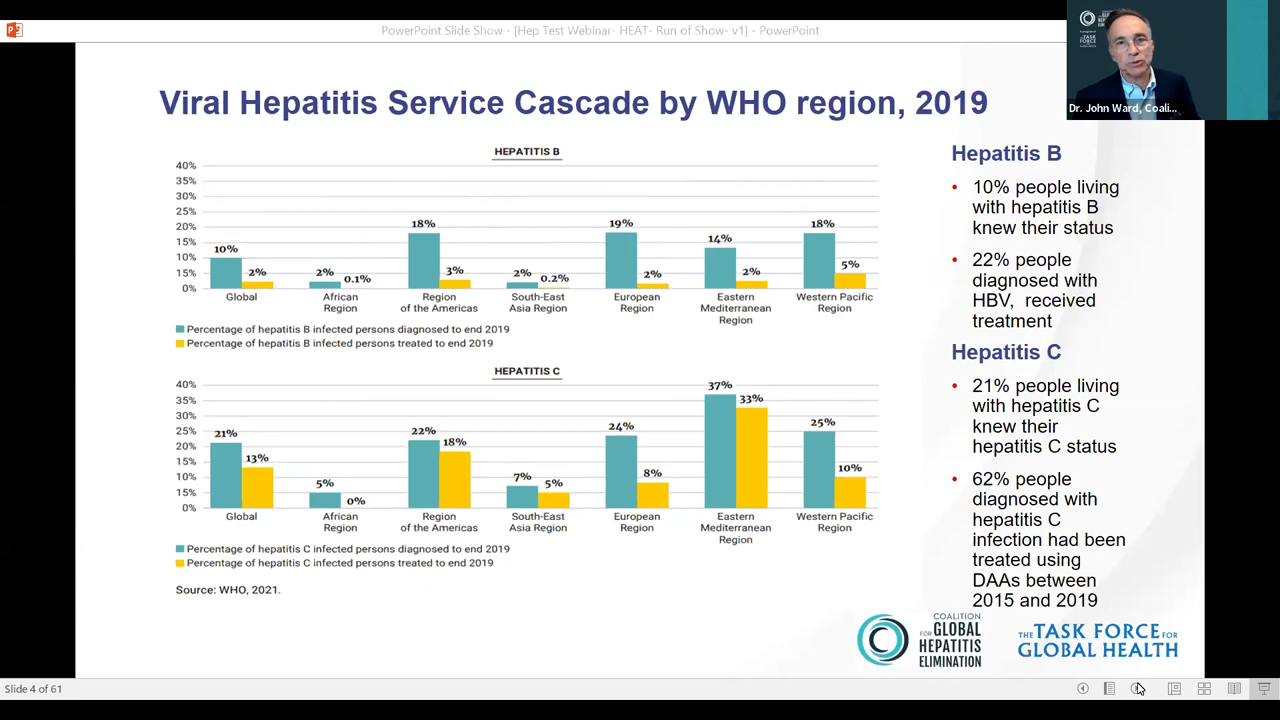 PowerPoint Slide Show - [Hep Test Webinar- HEAT- Run of Show- v1] - PowerPoint
Dr. John Ward, Coali...
Viral Hepatitis Service Cascade by WHO region, 2019
HEPATITIS B
40%
35%
30%
25%
20%
15%
10%
15%
0%
10%
2%
2%
0.1%
18%
3%
2%
0.2%
19%
2%
14%
2%
18%
5%
Global
African
Region
Region
of the Americas
South-East
Asia Region
European
Region
Eastern
Mediterranean
Region
Western Pacific
Region
Percentage of hepatitis B infected persons diagnosed to end 2019
Percentage of hepatitis B infected persons treated to end 2019
HEPATITIS C
40%
35%
30%
25%
20%
15%
10%
15%
0%
21%
13%
5%
0%
22%
18%
7%
5%
24%
8%
37%
33%
25%
10%
Global
African
Region
Region
of the Americas
South-East
Asia Region
European
Region
Eastern
Mediterranean
Region
Western Pacific
Region
Percentage of hepatitis C infected persons diagnosed to end 2019
Percentage of hepatitis C infected persons treated to end 2019
Source: WHO, 2021.
Hepatitis B
• 10% people living
with hepatitis B
knew their status
• 22% people
diagnosed with
HBV, received
treatment
Hepatitis C
• 21% people living
with hepatitis C
knew their
hepatitis C status
• 62% people
diagnosed with
hepatitis C
infection had been
treated using
DAAs between
2015 and 2019
COALITION
FOR GLOBAL
HEPATITIS
ELIMINATION
THE TASK FORCE FOR
GLOBAL HEALTH
Slide 4 of 61